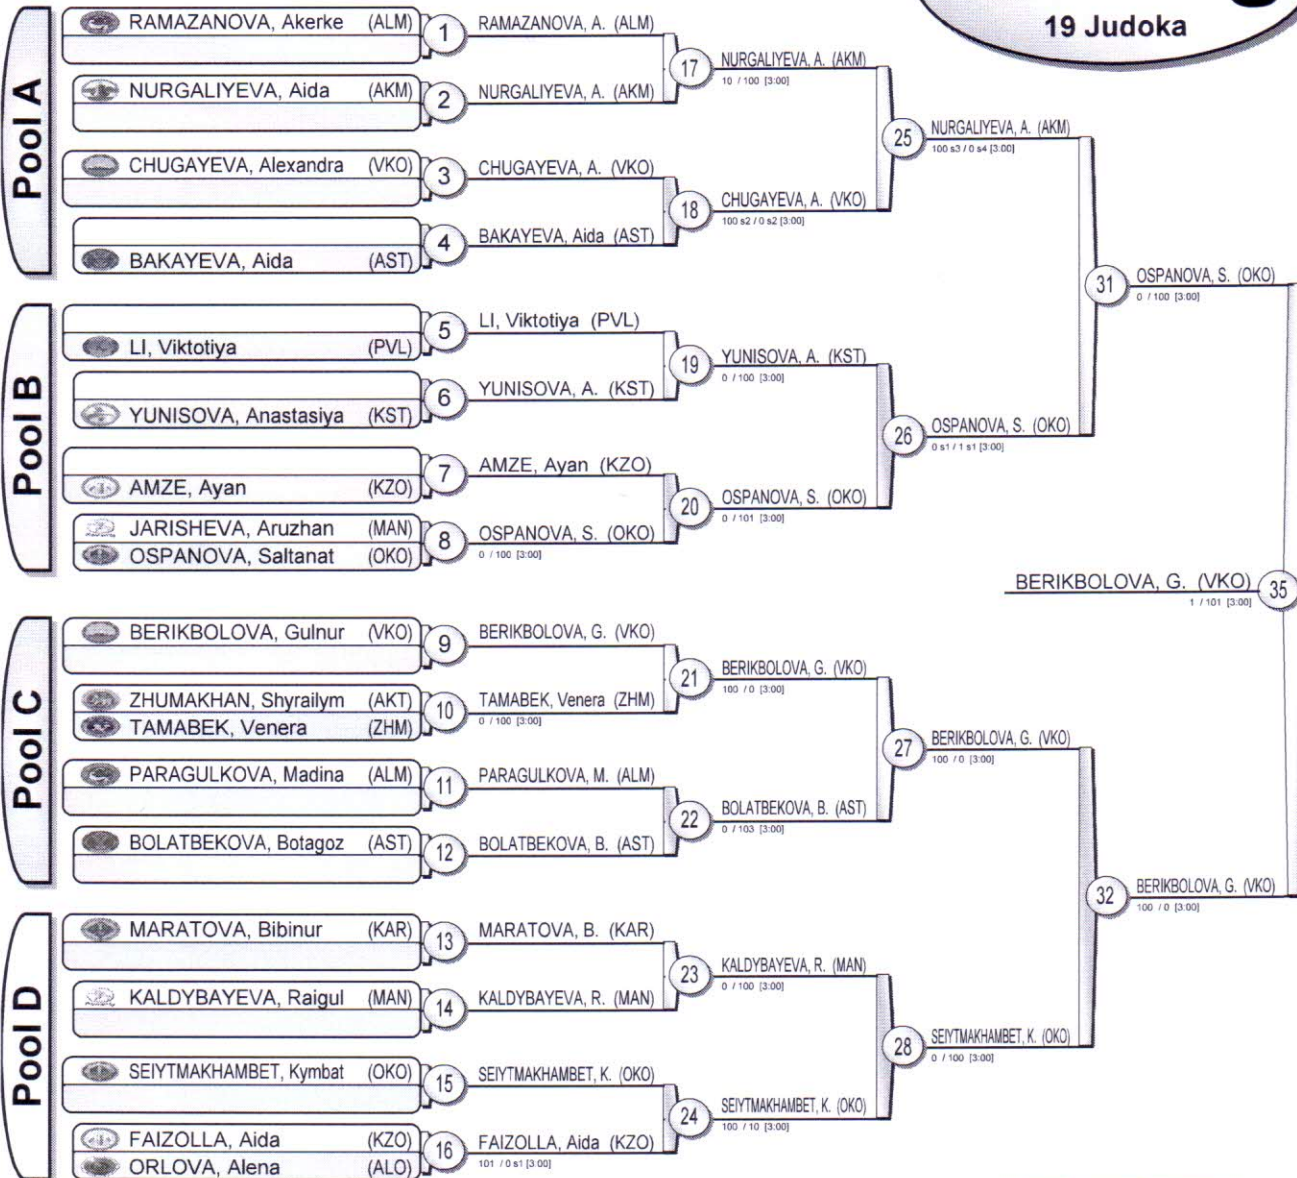 19 Judoka
Pool A
RAMAZANOVA, Akerke (ALM)
1
RAMAZANOVA, A. (ALM)
17
NURGALIYEVA, A. (AKM)
10 / 100 [3:00]
NURGALIYEVA, Aida (AKM)
2
NURGALIYEVA, A. (AKM)
25
NURGALIYEVA, A. (AKM)
100 s3 / 0 s4 [3:00]
CHUGAYEVA, Alexandra (VKO)
3
CHUGAYEVA, A. (VKO)
18
CHUGAYEVA, A. (VKO)
100 s2 / 0 s2 [3:00]
4
BAKAYEVA, Aida (AST)
BAKAYEVA, Aida (AST)
31
OSPANOVA, S. (OKO)
0 / 100 [3:00]
Pool B
5
LI, Viktotiya (PVL)
LI, Viktotiya (PVL)
19
YUNISOVA, A. (KST)
0 / 100 [3:00]
6
YUNISOVA, A. (KST)
YUNISOVA, Anastasiya (KST)
26
OSPANOVA, S. (OKO)
0 s1 / 1 s1 [3:00]
7
AMZE, Ayan (KZO)
AMZE, Ayan (KZO)
20
OSPANOVA, S. (OKO)
0 / 101 [3:00]
JARISHEVA, Aruzhan (MAN)
8
OSPANOVA, S. (OKO)
0 / 100 [3:00]
OSPANOVA, Saltanat (OKO)
BERIKBOLOVA, G. (VKO)
35
1 / 101 [3:00]
Pool C
BERIKBOLOVA, Gulnur (VKO)
9
BERIKBOLOVA, G. (VKO)
21
BERIKBOLOVA, G. (VKO)
100 / 0 [3:00]
ZHUMAKHAN, Shyrailym (AKT)
10
TAMABEK, Venera (ZHM)
0 / 100 [3:00]
TAMABEK, Venera (ZHM)
27
BERIKBOLOVA, G. (VKO)
100 / 0 [3:00]
PARAGULKOVA, Madina (ALM)
11
PARAGULKOVA, M. (ALM)
22
BOLATBEKOVA, B. (AST)
0 / 103 [3:00]
BOLATBEKOVA, Botagoz (AST)
12
BOLATBEKOVA, B. (AST)
32
BERIKBOLOVA, G. (VKO)
100 / 0 [3:00]
Pool D
MARATOVA, Bibinur (KAR)
13
MARATOVA, B. (KAR)
23
KALDYBAYEVA, R. (MAN)
0 / 100 [3:00]
KALDYBAYEVA, Raigul (MAN)
14
KALDYBAYEVA, R. (MAN)
28
SEIYTMAKHAMBET, K. (OKO)
0 / 100 [3:00]
SEIYTMAKHAMBET, Kymbat (OKO)
15
SEIYTMAKHAMBET, K. (OKO)
24
SEIYTMAKHAMBET, K. (OKO)
100 / 10 [3:00]
FAIZOLLA, Aida (KZO)
16
FAIZOLLA, Aida (KZO)
101 / 0 s1 [3:00]
ORLOVA, Alena (ALO)